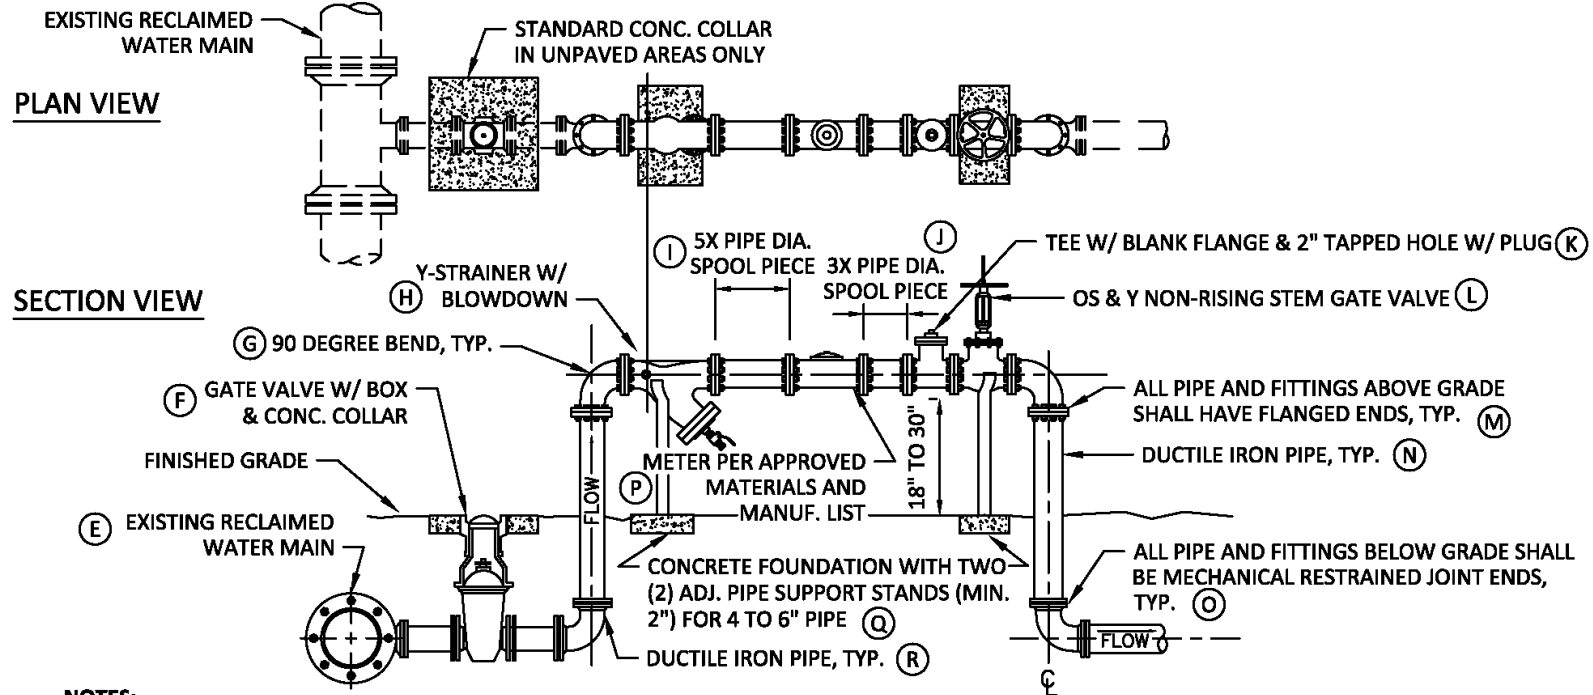 EXISTING RECLAIMED
WATER MAIN
STANDARD CONC. COLLAR
IN UNPAVED AREAS ONLY
PLAN VIEW
SECTION VIEW
I
5X PIPE DIA.
SPOOL PIECE
J
3X PIPE DIA.
SPOOL PIECE
TEE W/ BLANK FLANGE & 2" TAPPED HOLE W/ PLUG K
H
Y-STRAINER W/
BLOWDOWN
OS & Y NON-RISING STEM GATE VALVE L
G 90 DEGREE BEND, TYP.
F GATE VALVE W/ BOX
& CONC. COLLAR
ALL PIPE AND FITTINGS ABOVE GRADE
SHALL HAVE FLANGED ENDS, TYP. M
FINISHED GRADE
DUCTILE IRON PIPE, TYP. N
18" TO 30"
FLOW
P
METER PER APPROVED
MATERIALS AND
MANUF. LIST
E EXISTING RECLAIMED
WATER MAIN
CONCRETE FOUNDATION WITH TWO
(2) ADJ. PIPE SUPPORT STANDS (MIN.
2") FOR 4 TO 6" PIPE Q
ALL PIPE AND FITTINGS BELOW GRADE SHALL
BE MECHANICAL RESTRAINED JOINT ENDS,
TYP. O
DUCTILE IRON PIPE, TYP. R
FLOW
CL
NOTES: